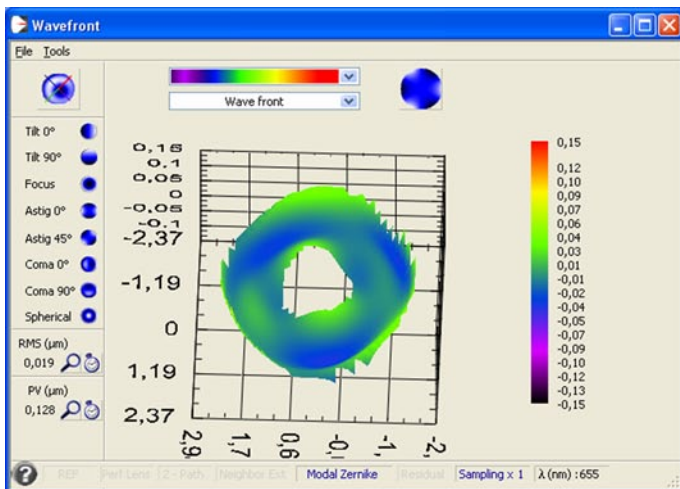 Wavefront
File Tools
Wave front
Tilt 0°
Tilt 90°
Focus
Astig 0°
Astig 45°
Coma 0°
Coma 90°
Spherical
RMS (µm)
0,019
PV (µm)
0,128
0,15
0.1
0,05
0
-0,05
-0,1
-2,37
-1,19
0
1,19
2,37
2,9
1,7
0,6
-1
0,15
0,12
0,10
0,09
0,07
0,06
0,04
0,03
0,01
-0,01
-0,02
-0,04
-0,06
-0,07
-0,09
-0,10
-0,12
-0,13
-0,15
REF Perf Lens 2 - Path Neighbor Ext Modal Zernike Residual Sampling x 1 λ (nm) :655